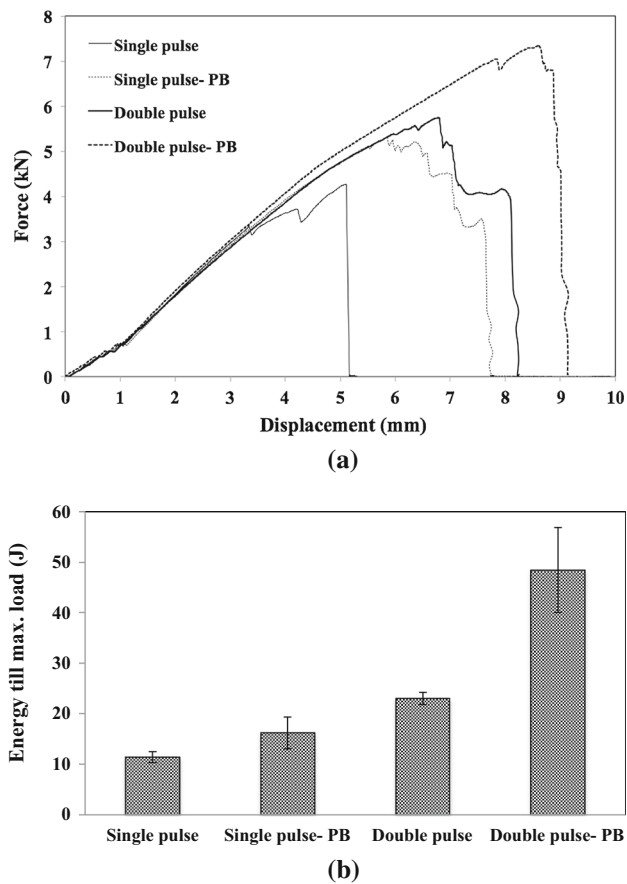 8
7
6
5
4
3
2
1
0
Force (kN)
Single pulse
Single pulse- PB
Double pulse
Double pulse- PB
0 1 2 3 4 5 6 7 8 9 10
Displacement (mm)
(a)
60
50
40
30
20
10
0
Energy till max. load (J)
Single pulse Single pulse- PB Double pulse Double pulse- PB
(b)